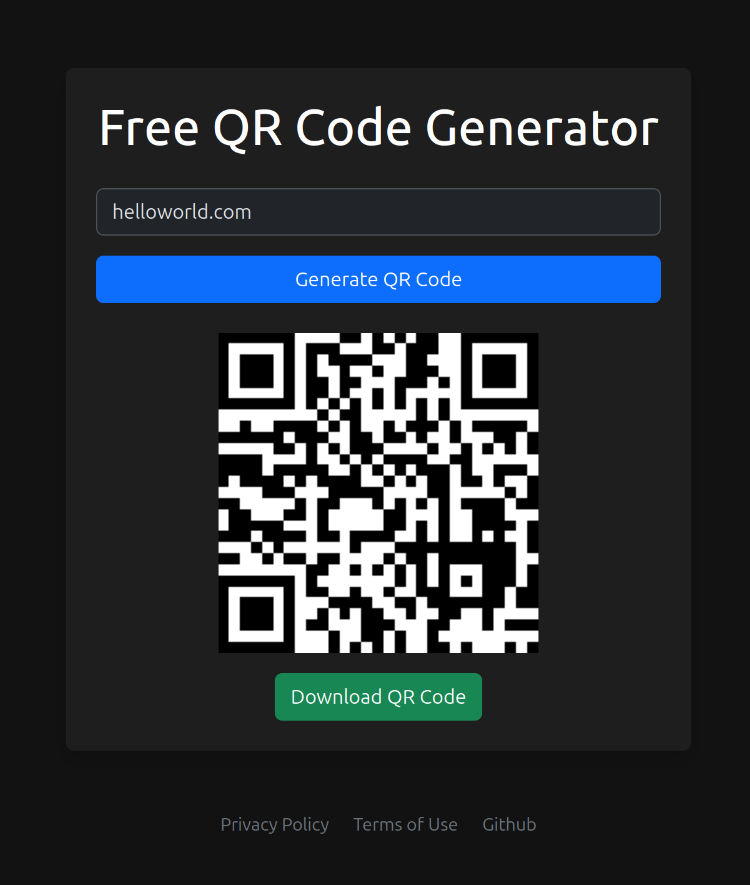 Free QR Code Generator
helloworld.com
Generate QR Code
Download QR Code
Privacy Policy Terms of Use Github